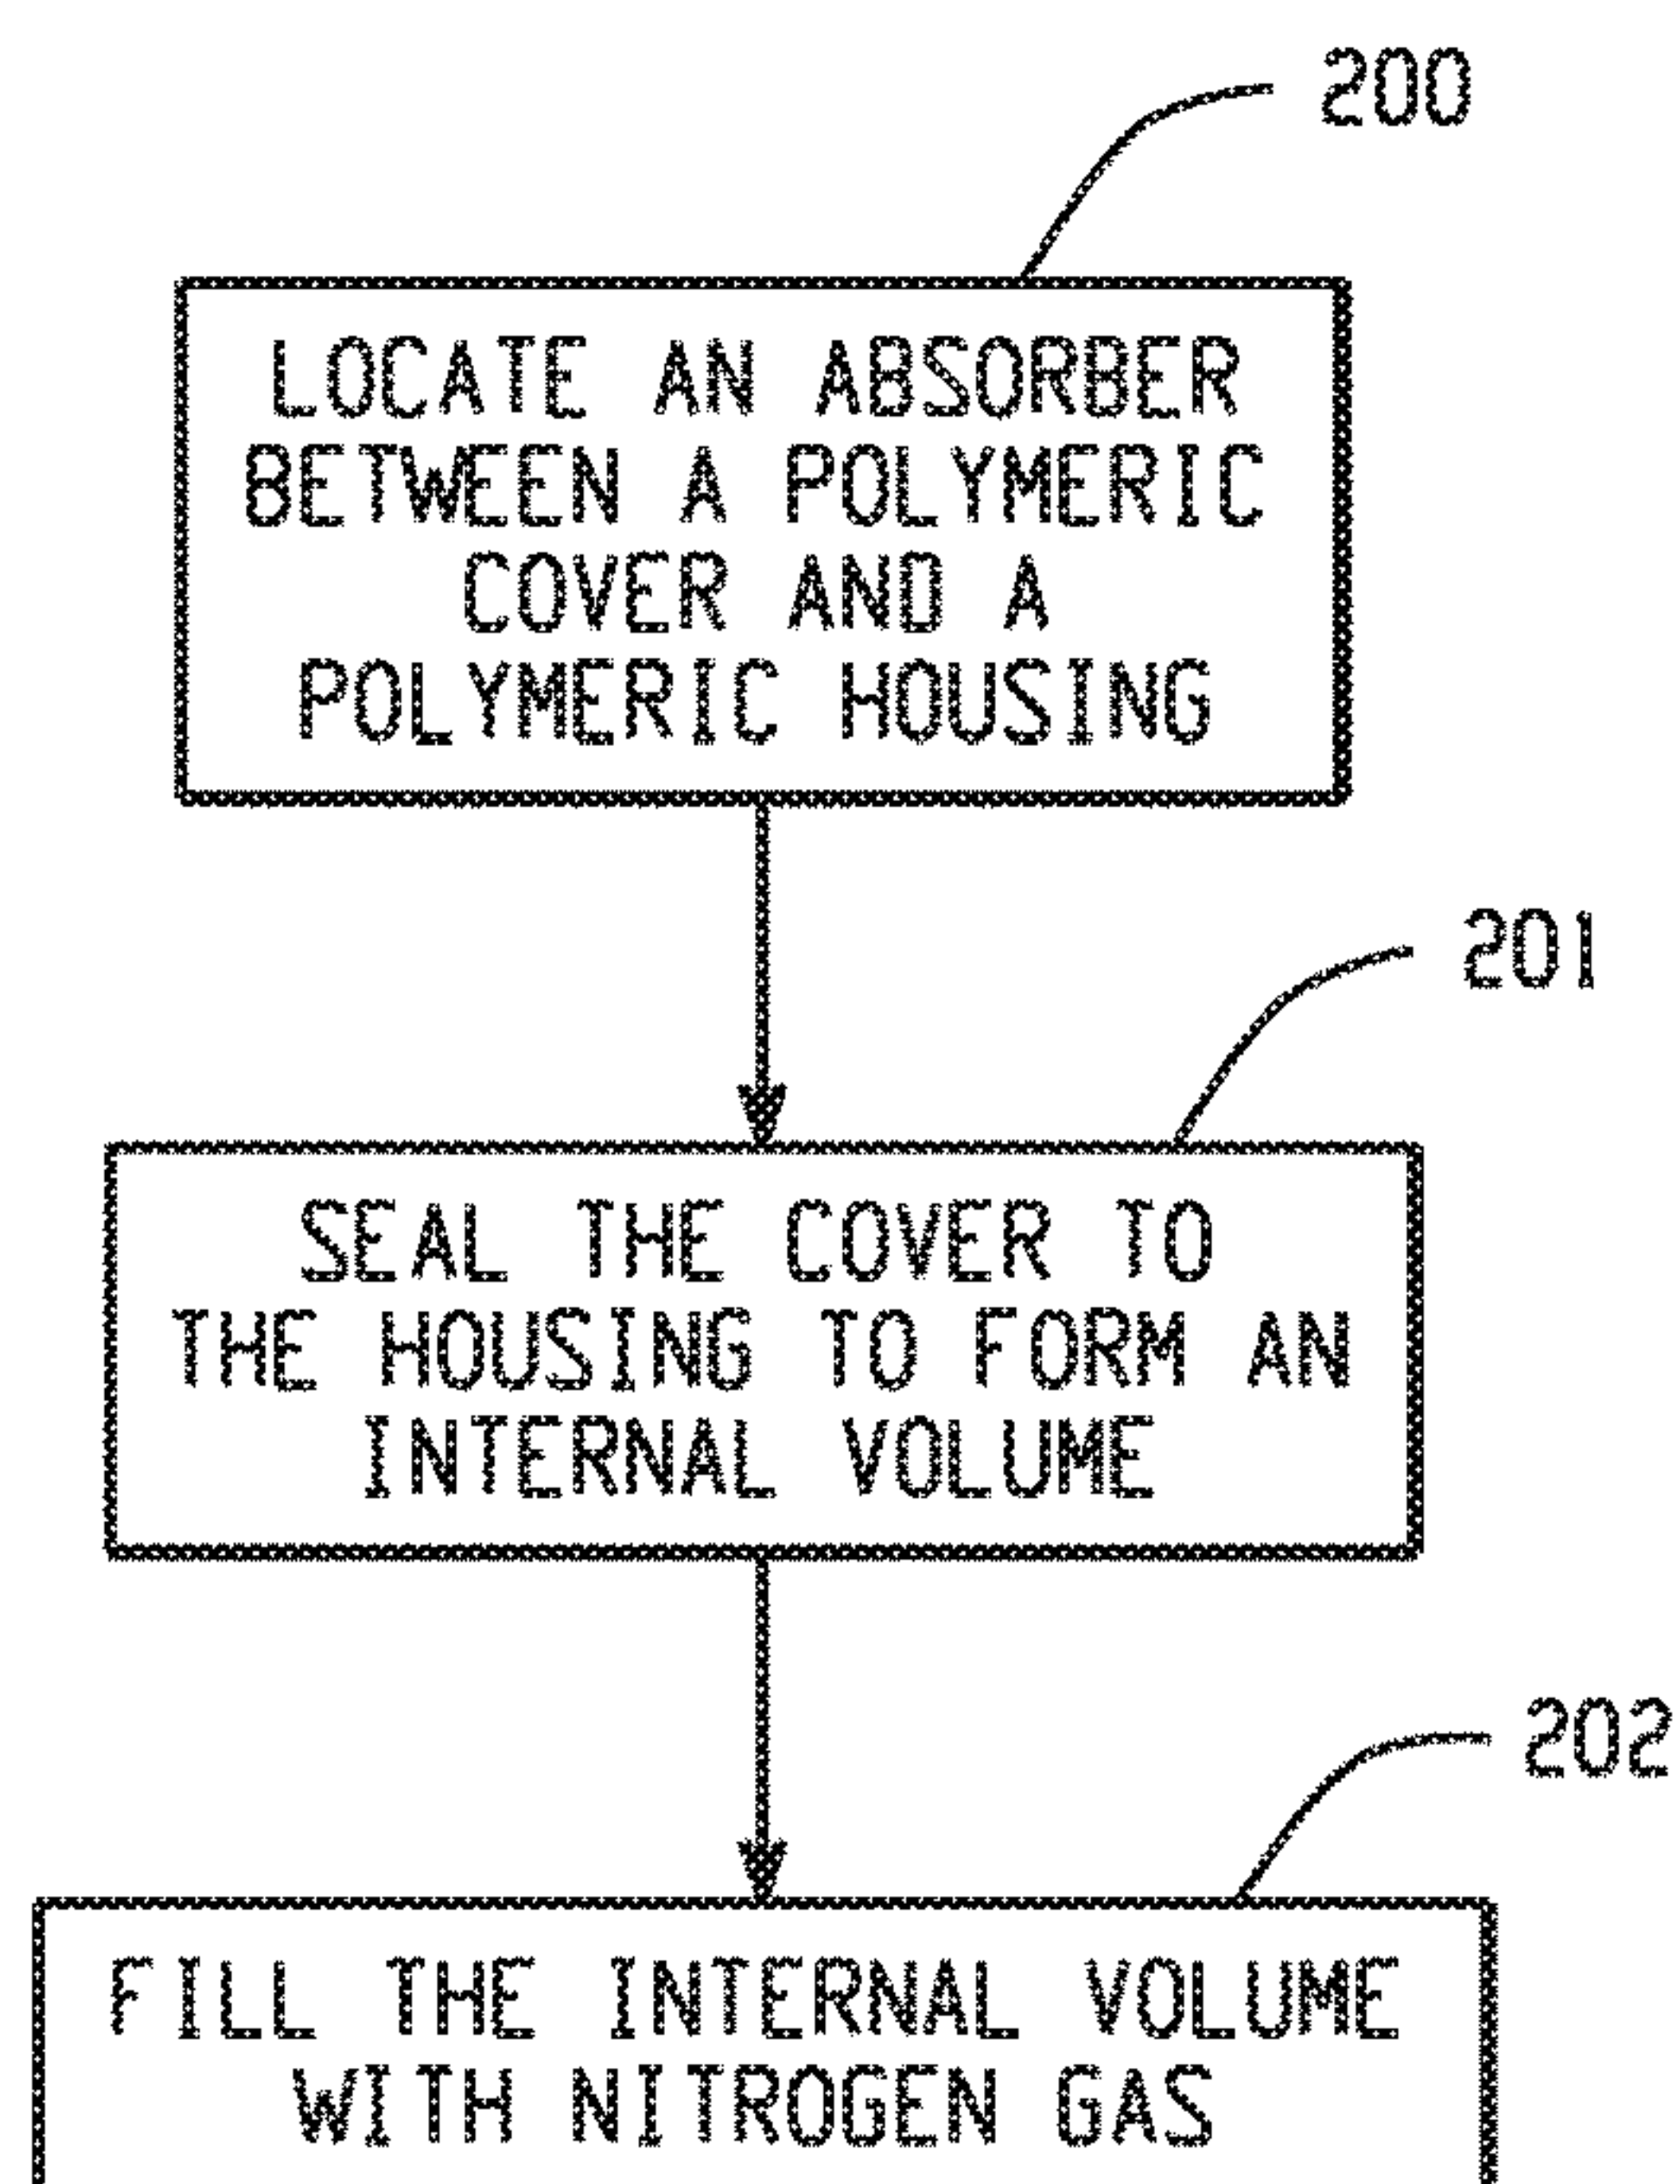 200
LOCATE AN ABSORBER
BETWEEN A POLYMERIC
COVER AND A
POLYMERIC HOUSING
201
SEAL THE COVER TO
THE HOUSING TO FORM AN
INTERNAL VOLUME
202
FILL THE INTERNAL VOLUME
WITH NITROGEN GAS